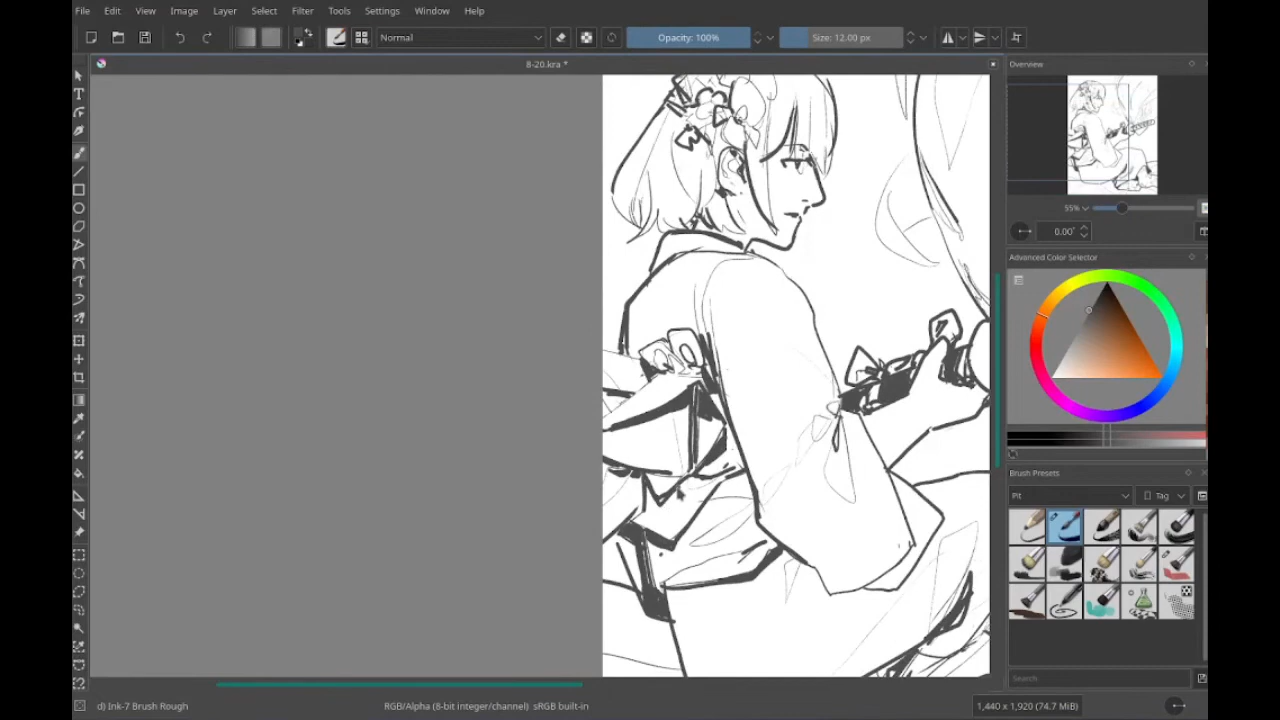 File Edit View Image Layer Select Filter Tools Settings Window Help
Normal Opacity: 100% Size: 12.00 px
8-20.kra *
Overview
55%
0.00°
Advanced Color Selector
Brush Presets
Pit Tag
Search
d) Ink-7 Brush Rough RGB/Alpha (8-bit integer/channel) sRGB built-in 1,440 x 1,920 (74.7 MiB)